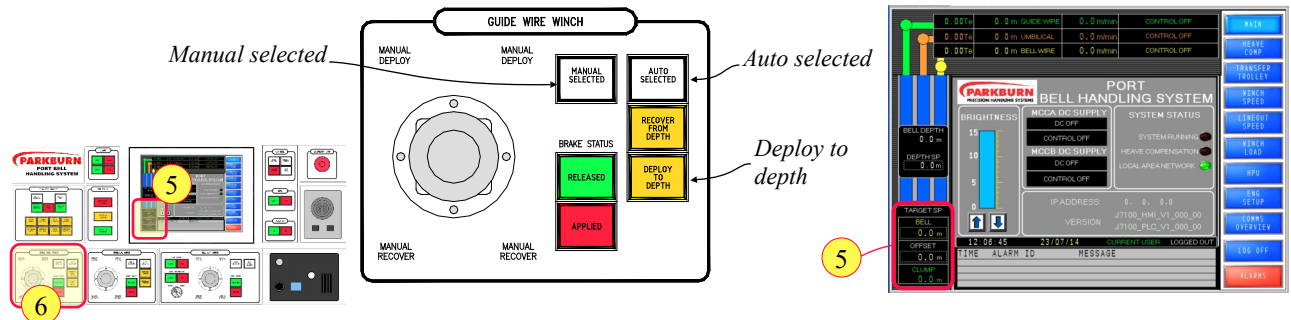 PARKBURN
PORT BELL
HANDLING SYSTEM
5
6
GUIDE WIRE WINCH
MANUAL
DEPLOY
MANUAL
DEPLOY
Manual selected
MANUAL
SELECTED
AUTO
SELECTED
Auto selected
RECOVER
FROM
DEPTH
BRAKE STATUS
RELEASED
DEPLOY
TO
DEPTH
Deploy to
depth
APPLIED
MANUAL
RECOVER
MANUAL
RECOVER
0.00Te 0.0 m GUIDE WIRE 0.0 m/min CONTROL OFF
0.00Te 0.0 m UMBILICAL 0.0 m/min CONTROL OFF
0.00Te 0.0 m BELL WIRE 0.0 m/min CONTROL OFF
PARKBURN
PRECISION HANDLING SYSTEMS
PORT
BELL HANDLING SYSTEM
BRIGHTNESS
15
10
5
0
MCCA DC SUPPLY
DC OFF
CONTROL OFF
MCCB DC SUPPLY
DC OFF
CONTROL OFF
SYSTEM STATUS
SYSTEM RUNNING
HEAVE COMPENSATION
LOCAL AREA NETWORK
BELL DEPTH
0.0 m
DEPTH SP
0.0 m
IP ADDRESS: 0. 0. 0.0
VERSION J7100_HMI_V1_000_00
J7100_PLC_V1_000_00
TARGET SP
BELL
0.0 m
OFFSET
0.0 m
CLUMP
0.0 m
5
12:06:45 23/07/14 CURRENT USER LOGGED OUT
TIME ALARM ID MESSAGE
MAIN
HEAVE
COMP
TRANSFER
TROLLEY
WINCH
SPEED
LINEOUT
SPEED
WINCH
LOAD
HPU
ENG
SETUP
COMMS
OVERVIEW
LOG OFF
ALARMS